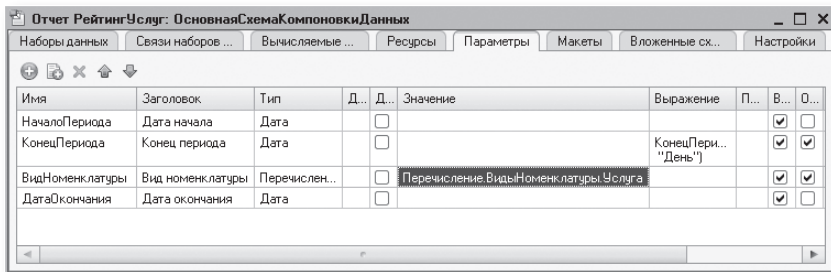 Отчет РейтингУслуг: ОсновнаяСхемаКомпоновкиДанных
Наборы данных Связи наборов ... Вычисляемые ... Ресурсы Параметры Макеты Вложенные сх... Настройки
Имя Заголовок Тип Д... Д... Значение Выражение П... В... О...
НачалоПериода Дата начала Дата
КонецПериода Конец периода Дата КонецПери...
"День")
ВидНоменклатуры Вид номенклатуры Перечислен... Перечисление.ВидыНоменклатуры.Услуга
ДатаОкончания Дата окончания Дата